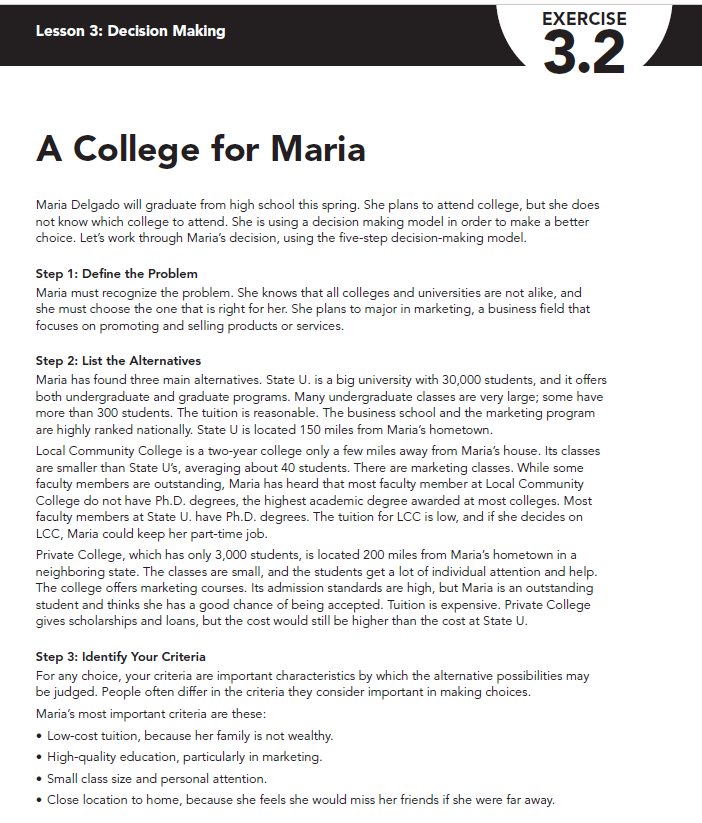 Lesson 3: Decision Making
EXERCISE
3.2
A College for Maria
Maria Delgado will graduate from high school this spring. She plans to attend college, but she does
not know which college to attend. She is using a decision making model in order to make a better
choice. Let’s work through Maria’s decision, using the five-step decision-making model.
Step 1: Define the Problem
Maria must recognize the problem. She knows that all colleges and universities are not alike, and
she must choose the one that is right for her. She plans to major in marketing, a business field that
focuses on promoting and selling products or services.
Step 2: List the Alternatives
Maria has found three main alternatives. State U. is a big university with 30,000 students, and it offers
both undergraduate and graduate programs. Many undergraduate classes are very large; some have
more than 300 students. The tuition is reasonable. The business school and the marketing program
are highly ranked nationally. State U is located 150 miles from Maria’s hometown.
Local Community College is a two-year college only a few miles away from Maria’s house. Its classes
are smaller than State U’s, averaging about 40 students. There are marketing classes. While some
faculty members are outstanding, Maria has heard that most faculty member at Local Community
College do not have Ph.D. degrees, the highest academic degree awarded at most colleges. Most
faculty members at State U. have Ph.D. degrees. The tuition for LCC is low, and if she decides on
LCC, Maria could keep her part-time job.
Private College, which has only 3,000 students, is located 200 miles from Maria’s hometown in a
neighboring state. The classes are small, and the students get a lot of individual attention and help.
The college offers marketing courses. Its admission standards are high, but Maria is an outstanding
student and thinks she has a good chance of being accepted. Tuition is expensive. Private College
gives scholarships and loans, but the cost would still be higher than the cost at State U.
Step 3: Identify Your Criteria
For any choice, your criteria are important characteristics by which the alternative possibilities may
be judged. People often differ in the criteria they consider important in making choices.
Maria’s most important criteria are these:
• Low-cost tuition, because her family is not wealthy.
• High-quality education, particularly in marketing.
• Small class size and personal attention.
• Close location to home, because she feels she would miss her friends if she were far away.